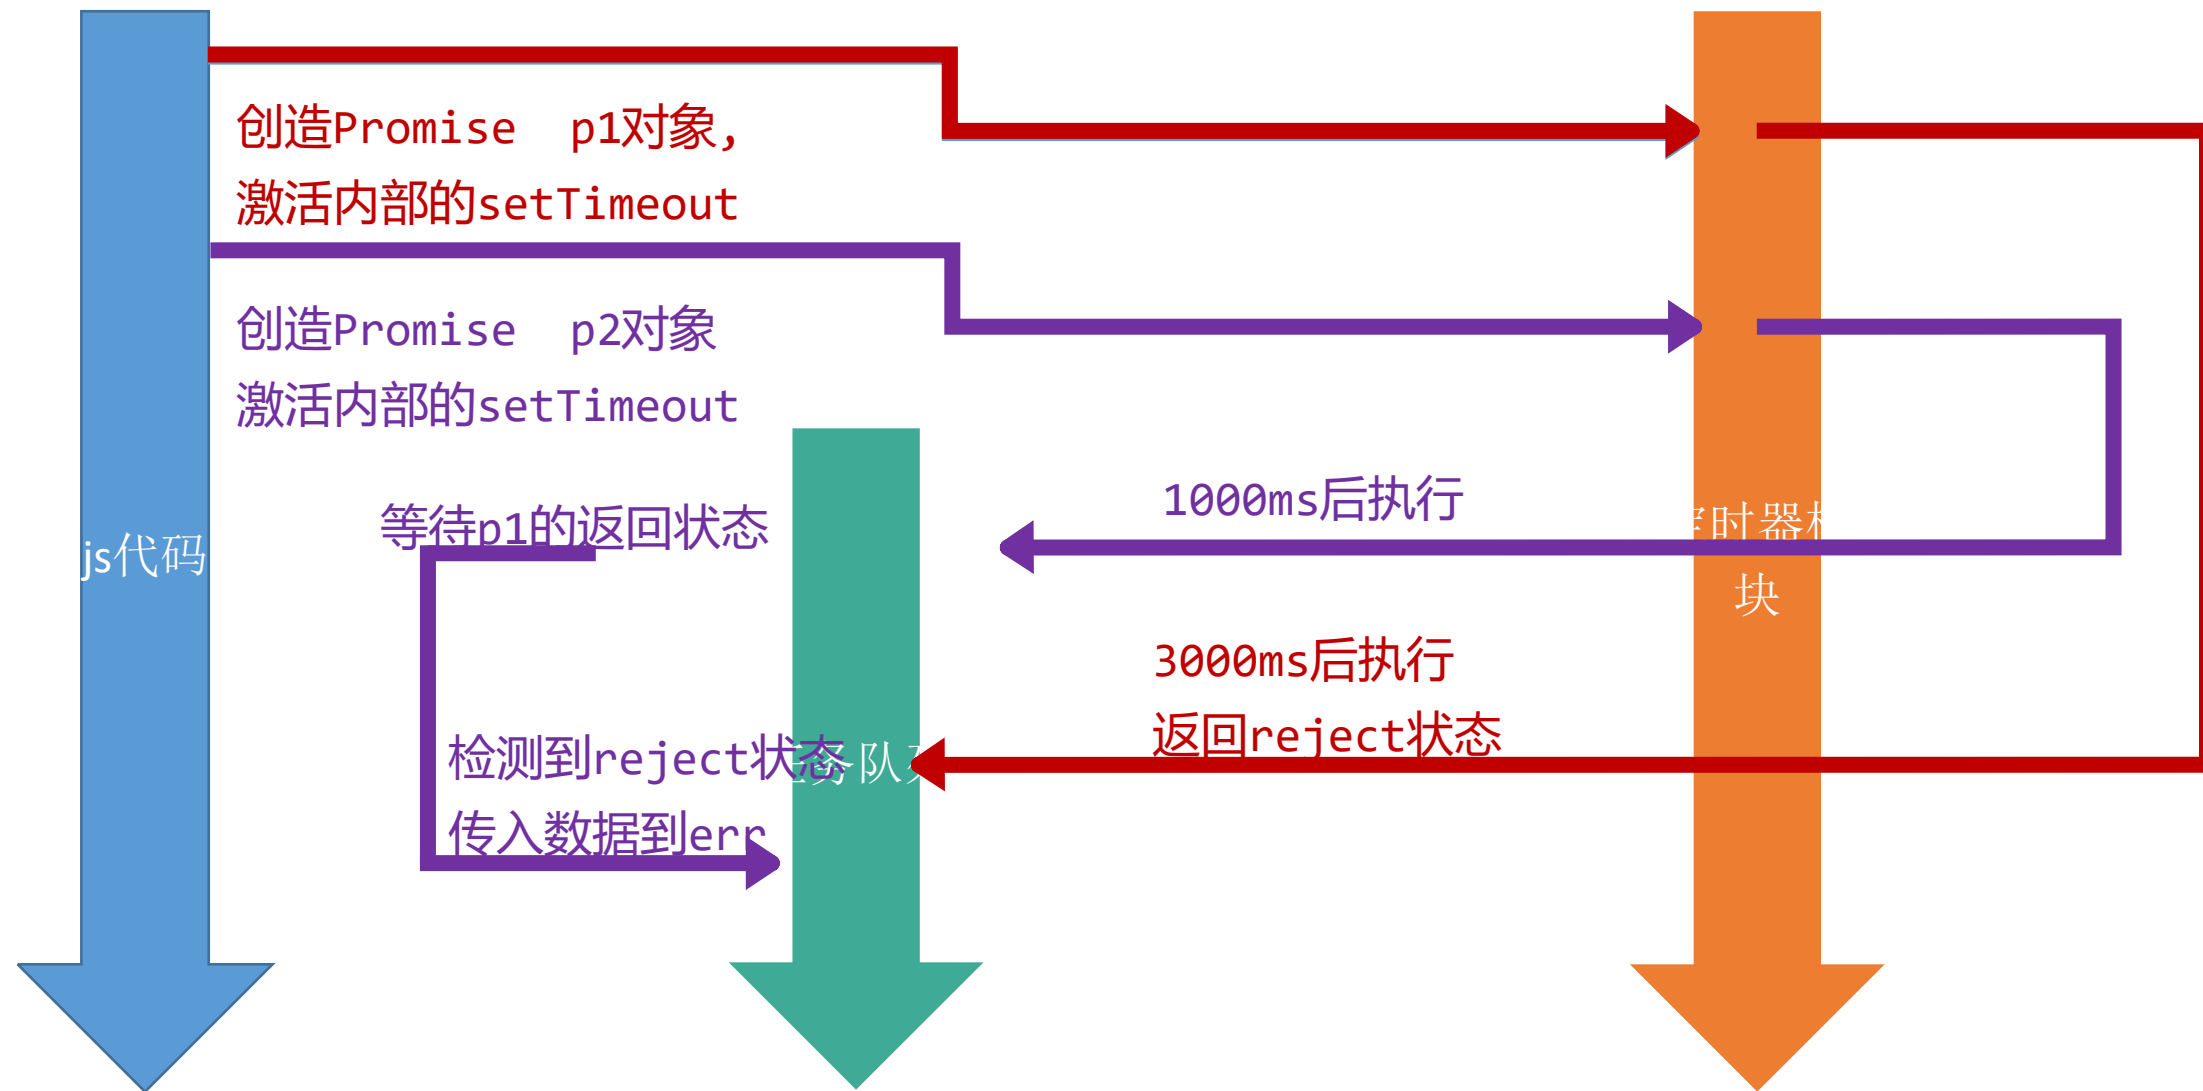 创造Promise  p1对象,
激活内部的setTimeout
创造Promise  p2对象
激活内部的setTimeout
1000ms后执行
等待p1的返回状态
js代码
时器
块
3000ms后执行
返回reject状态
检测到reject状态
务队
传入数据到err